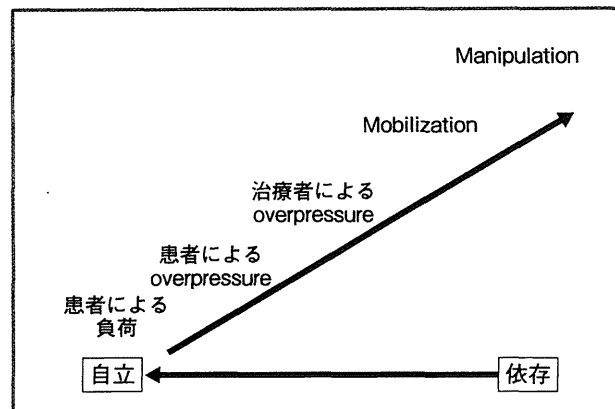 Manipulation
Mobilization
治療者による
overpressure
患者による
overpressure
患者による
負荷
自立
依存